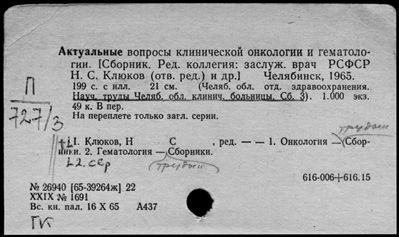 Актуальные вопросы клинической онкологии и гематоло-
гии. [Сборник. Ред. коллегия: заслуж. врач РСФСР
Н. С. Клюков (отв. ред.) и др.] Челябинск, 1965.
199 с. с илл. 21 см. (Челяб. обл. отд. здравоохранения.
Науч. труды Челяб. обл. клинич. больницы. Сб. 3). 1.000 экз.
49 к. В пер.
На переплете только загл. серии.
П
727/3
труды
I. Клюков, Н С , ред. — 1. Онкология — Сбор-
ники. 2. Гематология — Сборники.
труды
2. сер
616-006+616.15
№ 26940 [65-39264ж] 22
XXIX № 1691
Вс. кн. пал. 16 X 65 А437
ГК